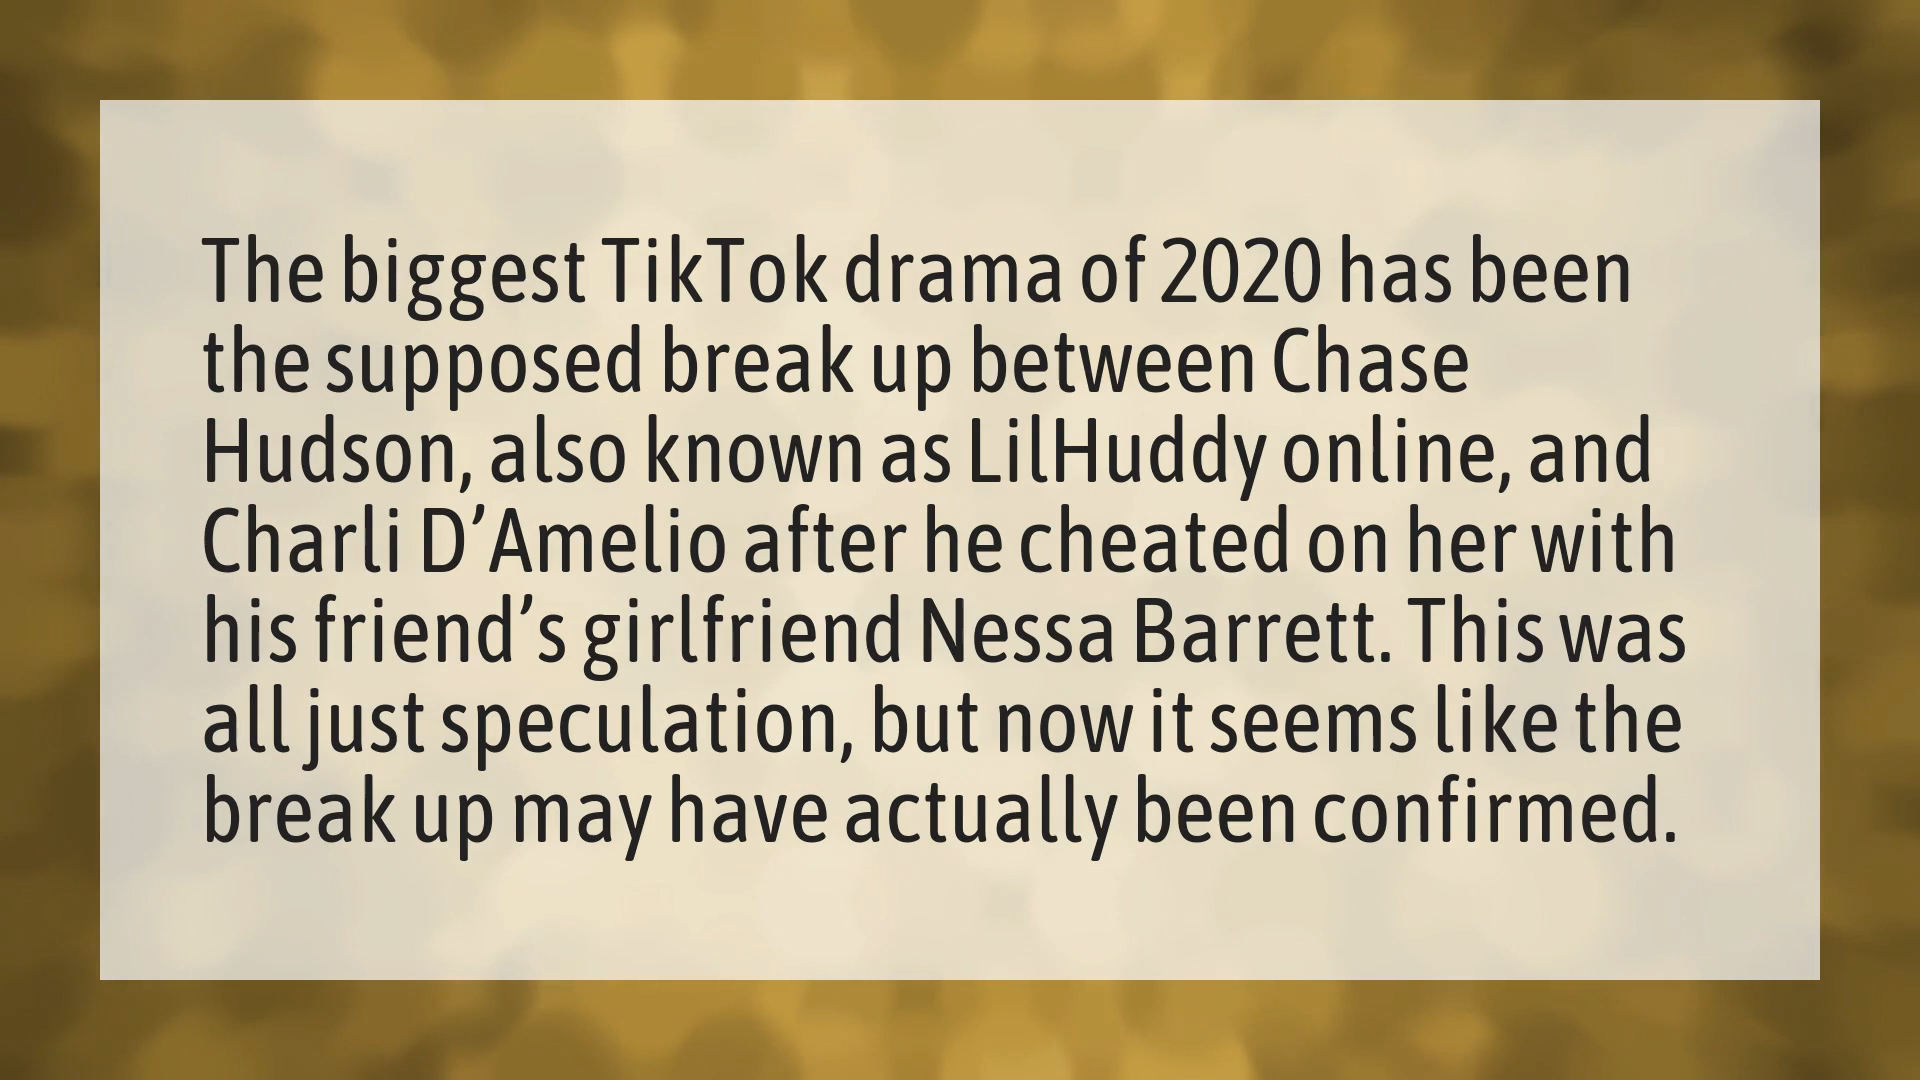 The biggest TikTok drama of 2020 has been
the supposed break up between Chase
Hudson, also known as LilHuddy online, and
Charli D’Amelio after he cheated on her with
his friend’s girlfriend Nessa Barrett. This was
all just speculation, but now it seems like the
break up may have actually been confirmed.